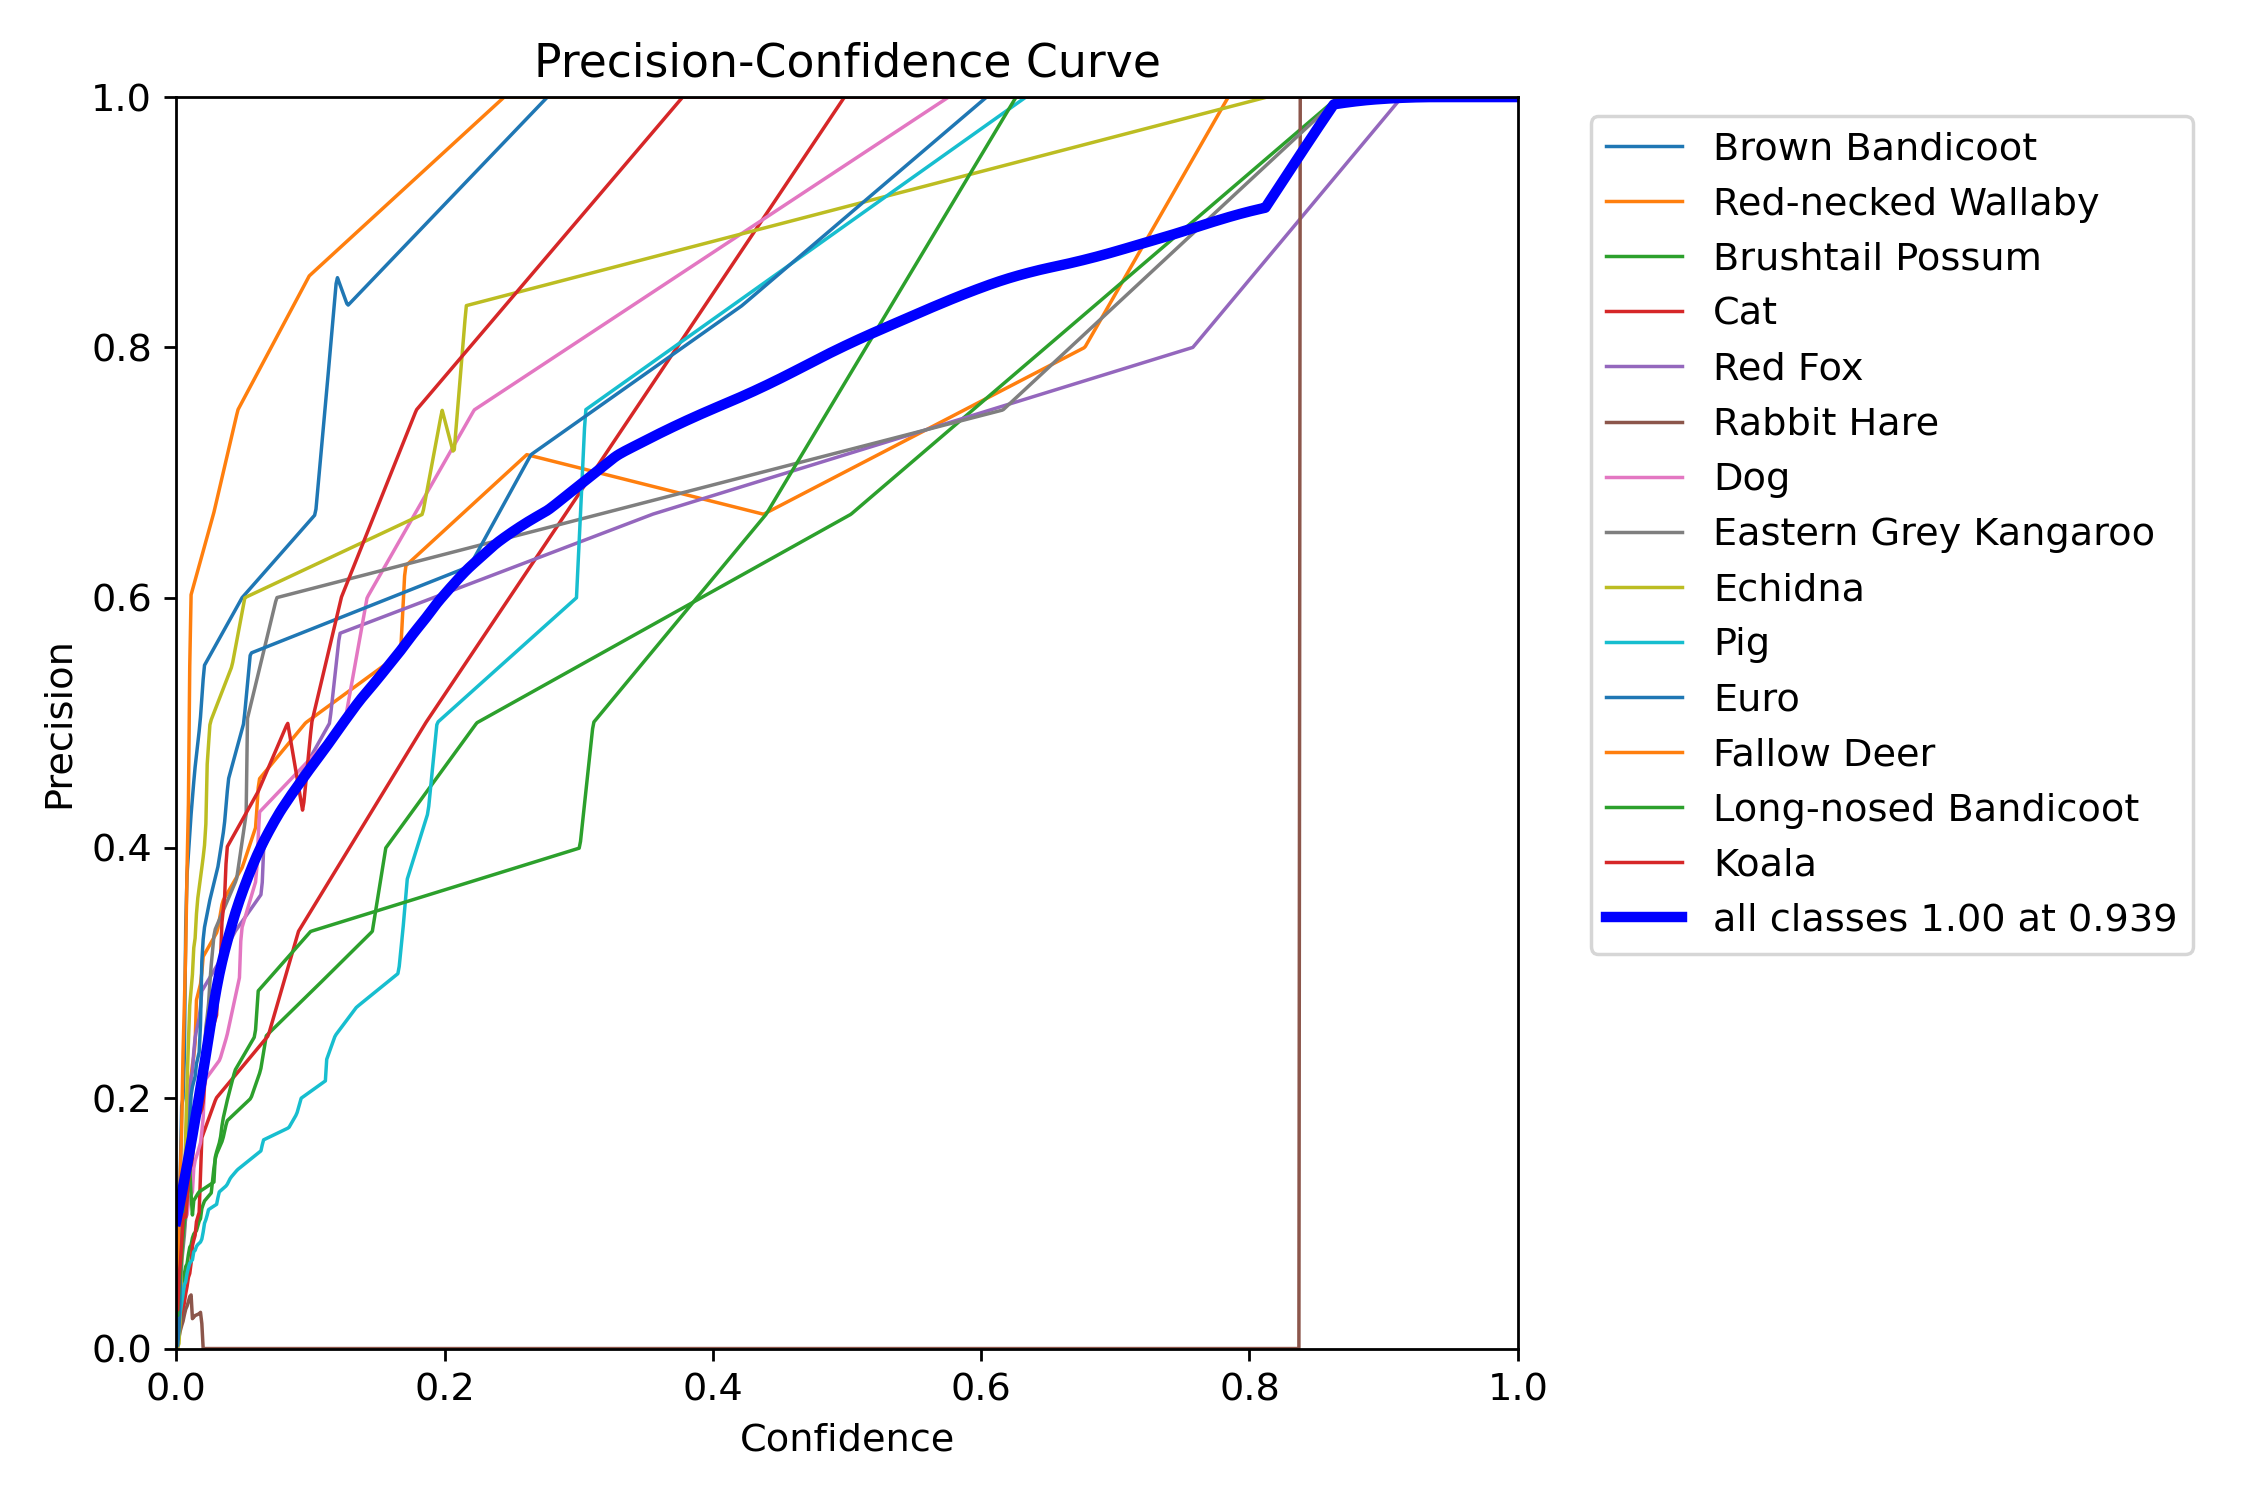 Precision-Confidence Curve
1.0
0.8
0.6
0.4
0.2
0.0
Precision
0.0 0.2 0.4 0.6 0.8 1.0
Confidence
Brown Bandicoot
Red-necked Wallaby
Brushtail Possum
Cat
Red Fox
Rabbit Hare
Dog
Eastern Grey Kangaroo
Echidna
Pig
Euro
Fallow Deer
Long-nosed Bandicoot
Koala
all classes 1.00 at 0.939